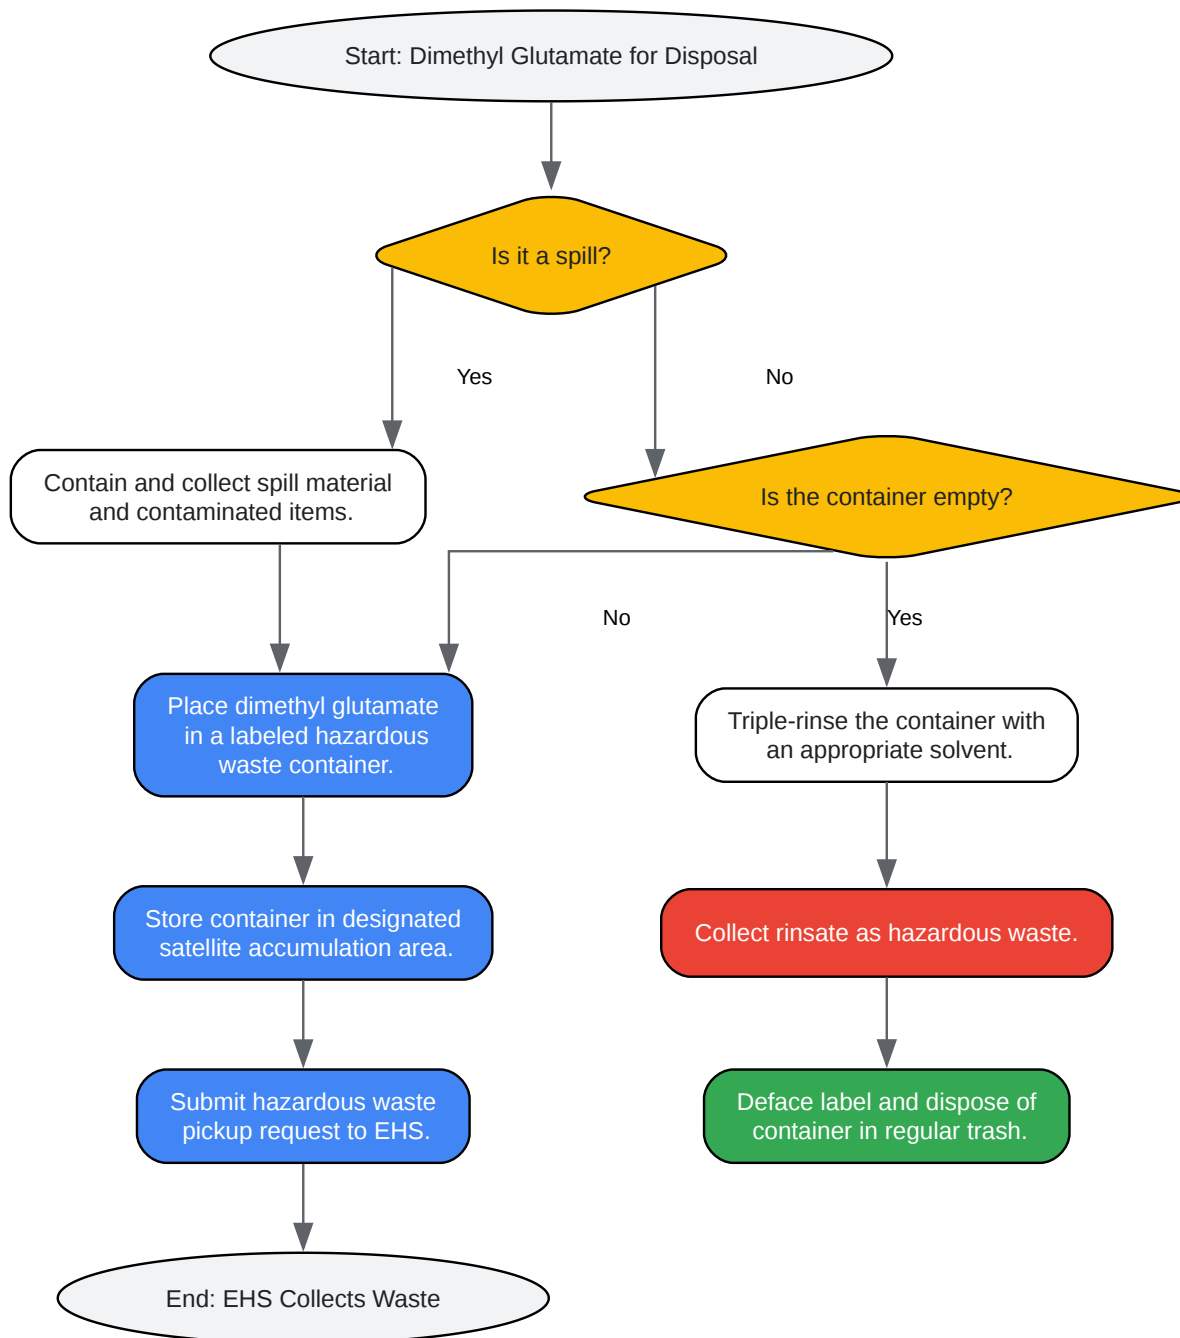 Start: Dimethyl Glutamate for Disposal
Is it a spill?
Yes
No
Contain and collect spill material
and contaminated items.
Is the container empty?
No
Yes
Place dimethyl glutamate
in a labeled hazardous
waste container.
Triple-rinse the container with
an appropriate solvent.
Store container in designated
satellite accumulation area.
Collect rinsate as hazardous waste.
Submit hazardous waste
pickup request to EHS.
Deface label and dispose of
container in regular trash.
End: EHS Collects Waste